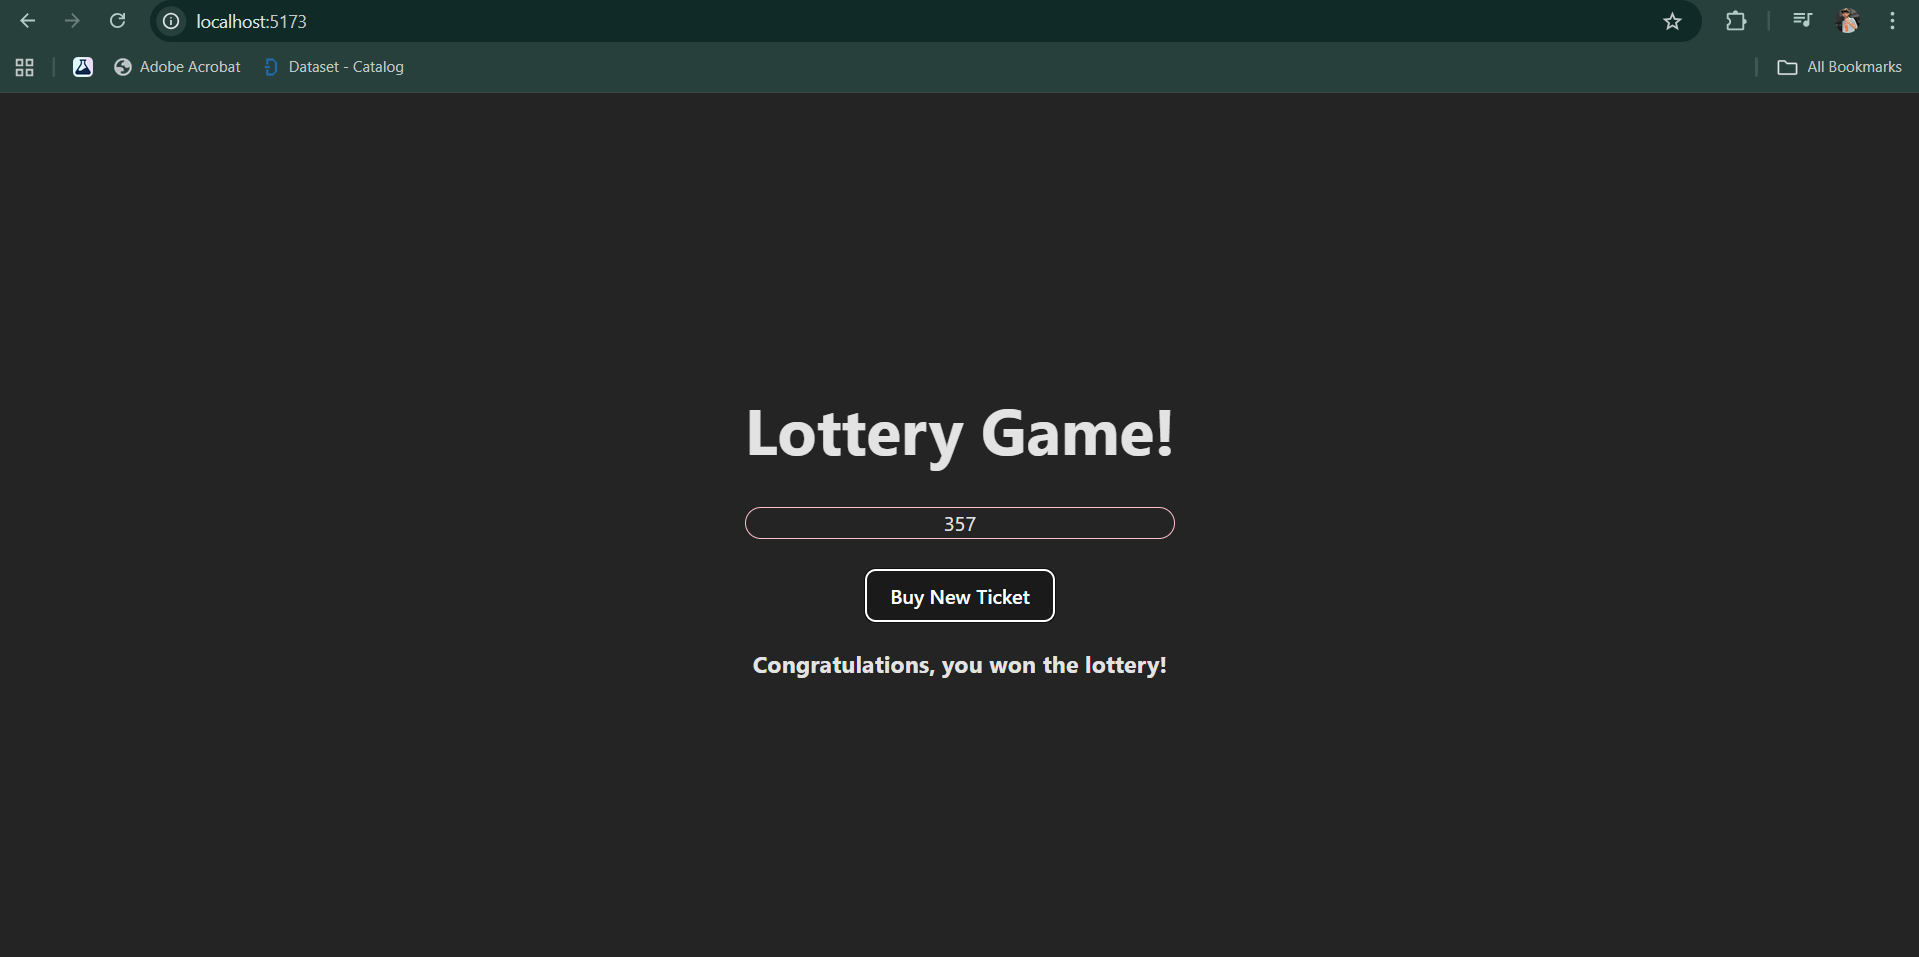 localhost:5173
Adobe Acrobat
Dataset - Catalog
All Bookmarks
Lottery Game!
357
Buy New Ticket
Congratulations, you won the lottery!